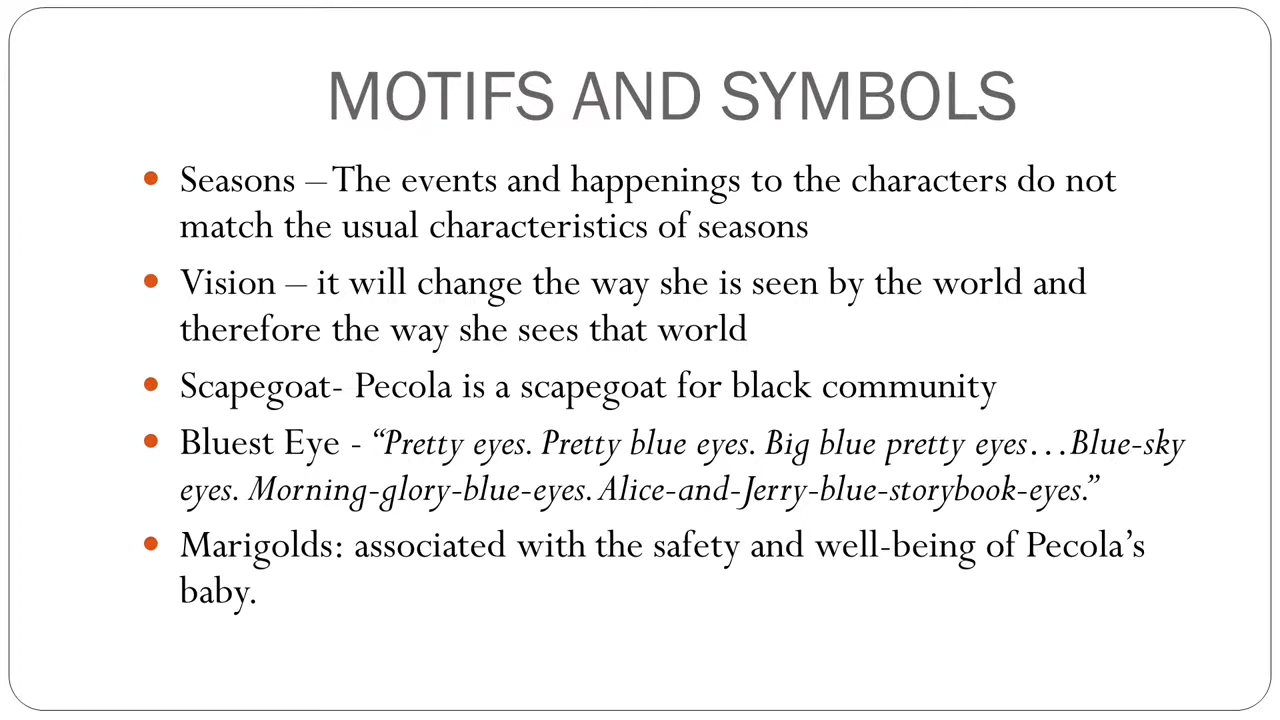 MOTIFS AND SYMBOLS
• Seasons – The events and happenings to the characters do not
match the usual characteristics of seasons
• Vision – it will change the way she is seen by the world and
therefore the way she sees that world
• Scapegoat- Pecola is a scapegoat for black community
• Bluest Eye - “Pretty eyes. Pretty blue eyes. Big blue pretty eyes…Blue-sky
eyes. Morning-glory-blue-eyes. Alice-and-Jerry-blue-storybook-eyes.”
• Marigolds: associated with the safety and well-being of Pecola’s
baby.